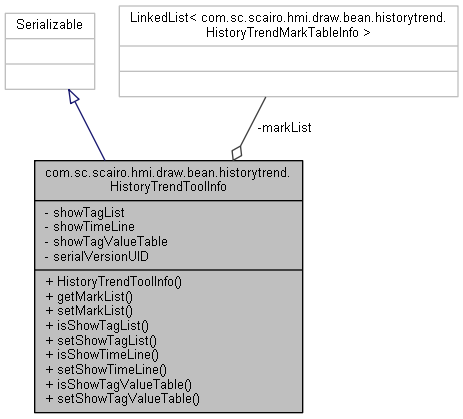 Serializable
LinkedList< com.sc.scairo.hmi.draw.bean.historytrend.
HistoryTrendMarkTableInfo >
-markList
com.sc.scairo.hmi.draw.bean.historytrend.
HistoryTrendToolInfo
- showTagList
- showTimeLine
- showTagValueTable
- serialVersionUID
+ HistoryTrendToolInfo()
+ getMarkList()
+ setMarkList()
+ isShowTagList()
+ setShowTagList()
+ isShowTimeLine()
+ setShowTimeLine()
+ isShowTagValueTable()
+ setShowTagValueTable()